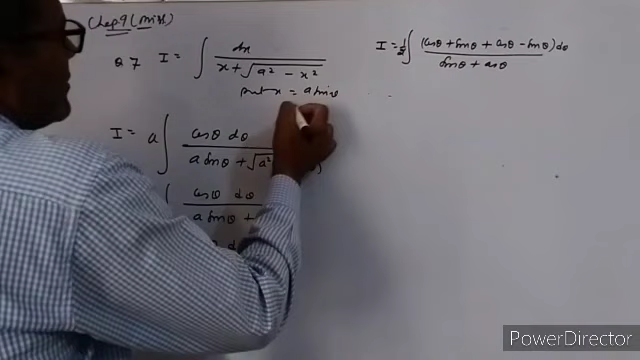 Chap 9 (Misc)
Q 7 I = ∫ dx / x + √a² - x²
put x = a sinθ
I = a ∫ cosθ dθ / a sinθ + √a²
∫ cosθ dθ / a sinθ +
I = 1/2 ∫ (cosθ + sinθ + cosθ - sinθ) dθ / sinθ + cosθ
PowerDirector